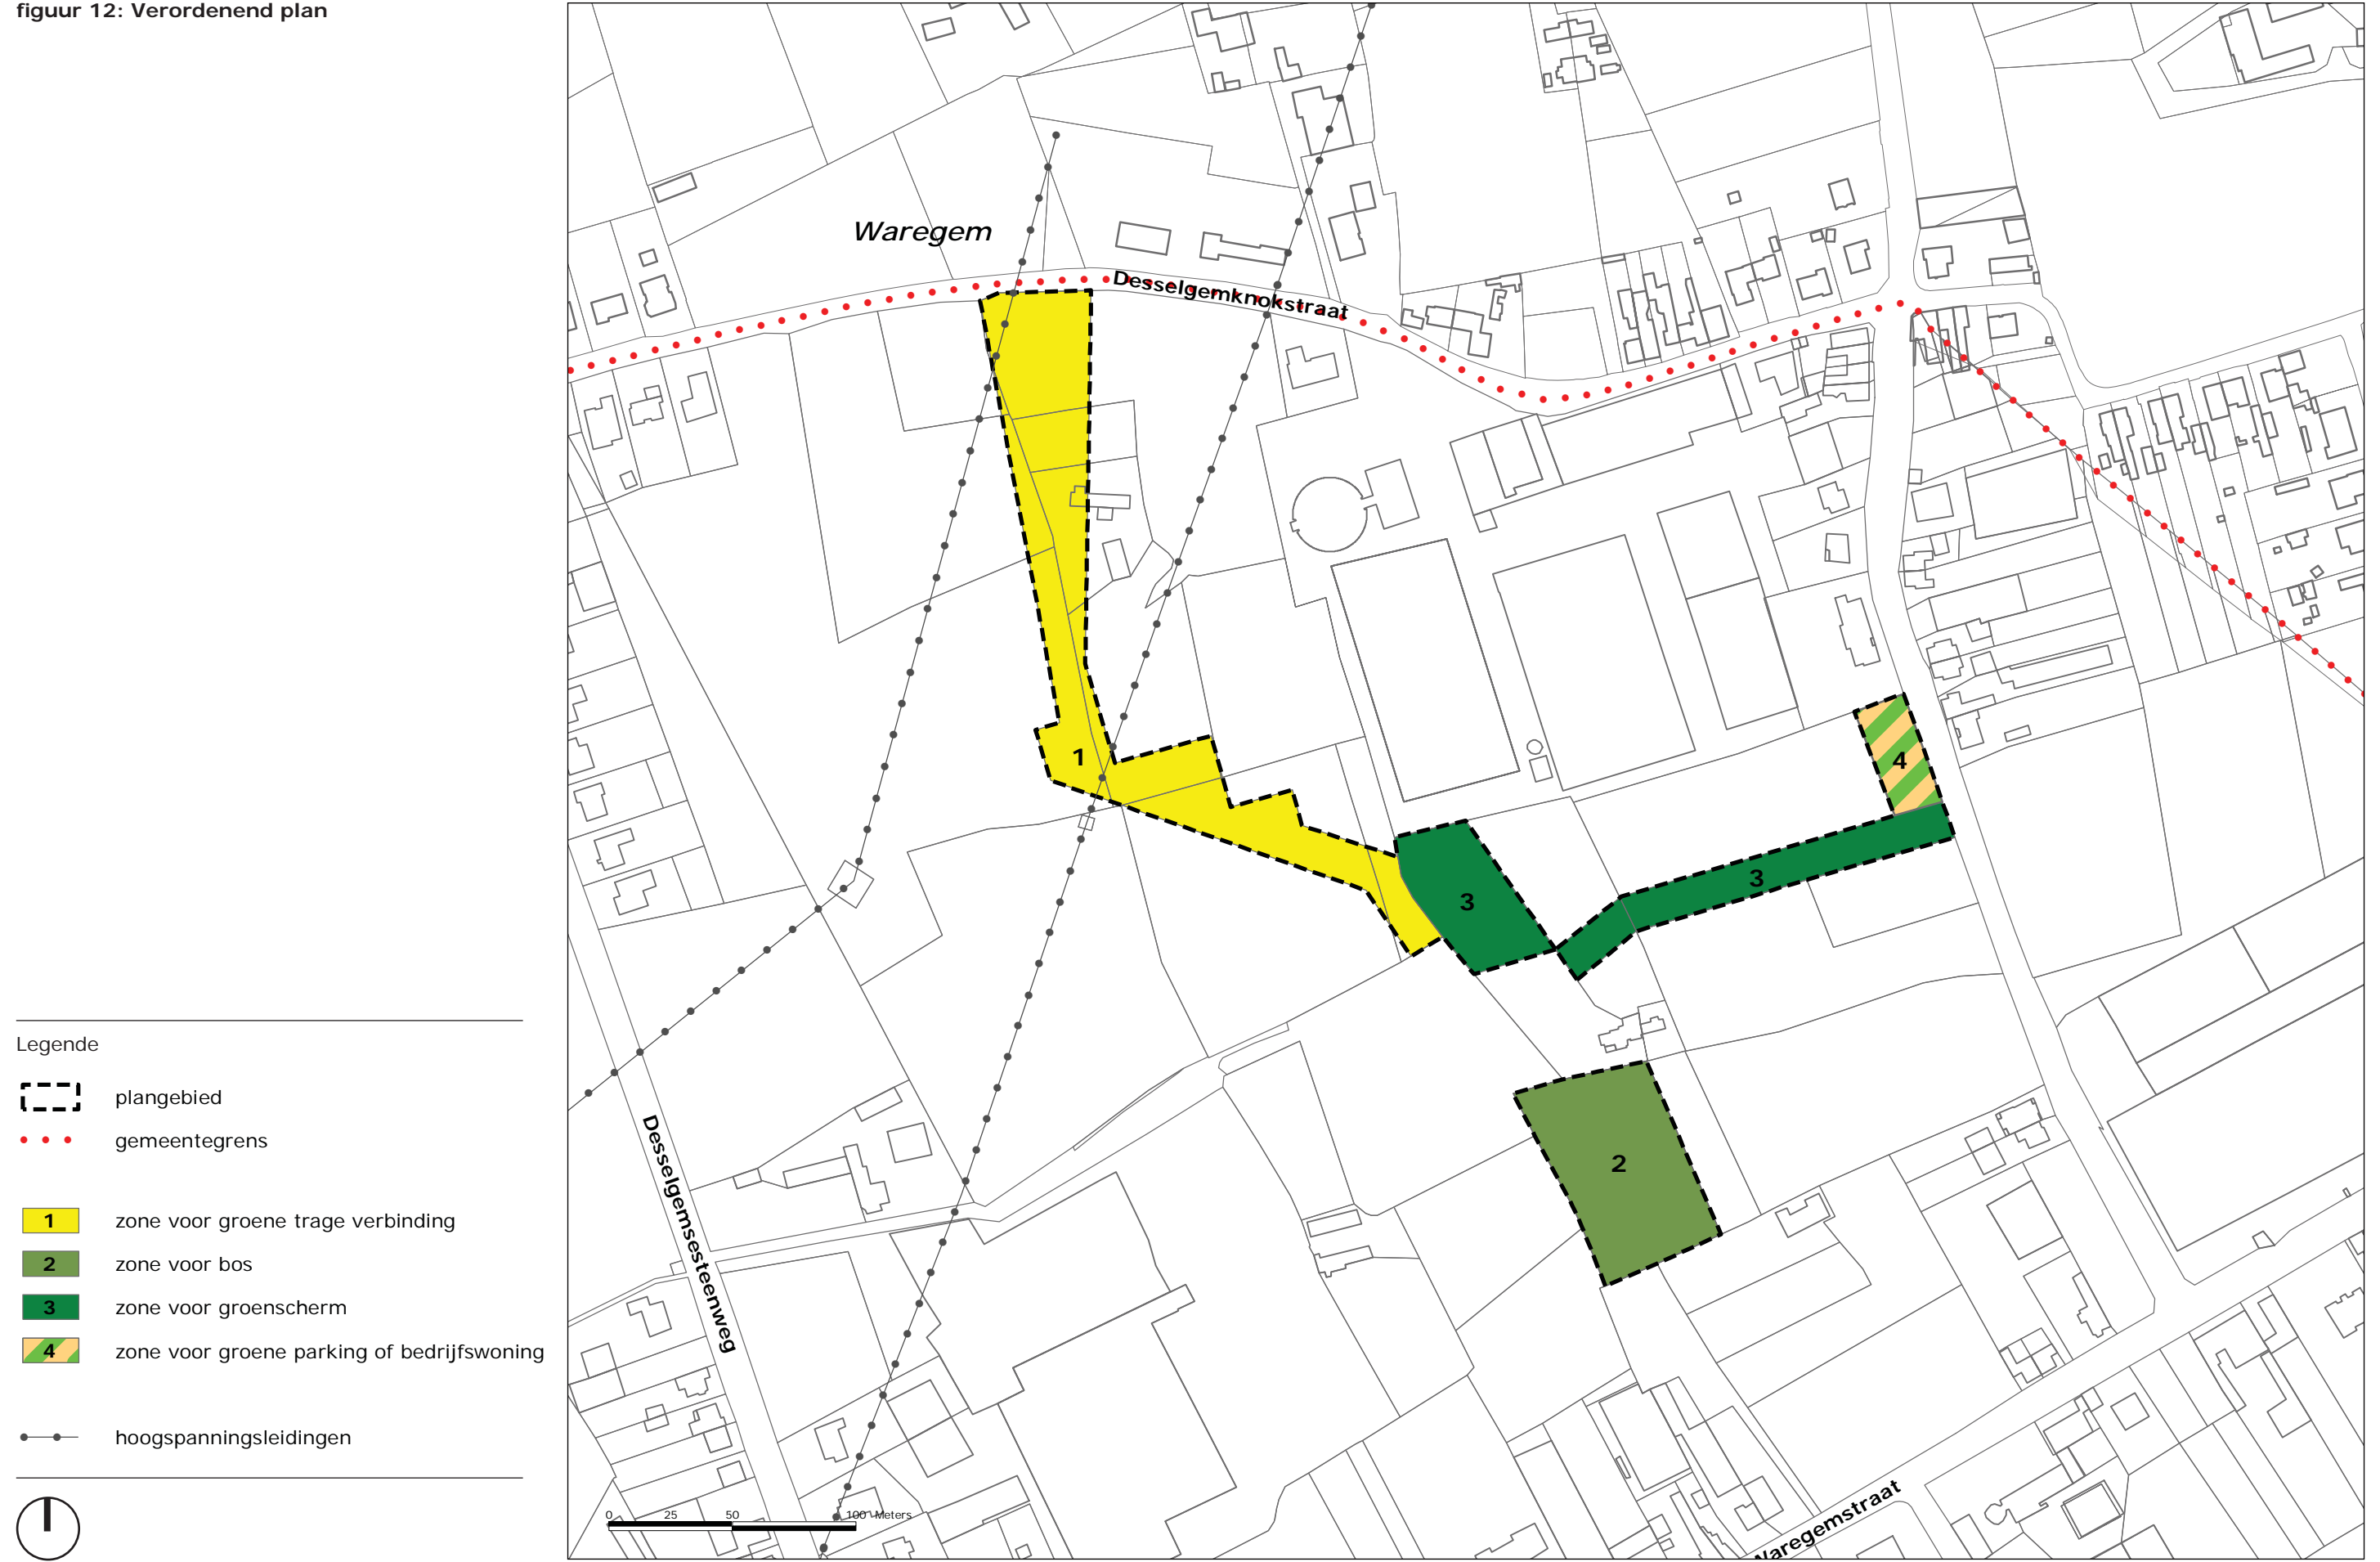 figuur 12: Verordenend plan
Waregem
Desselgemknokstraat
1
4
3
3
2
Legende
plangebied
gemeentegrens
1 zone voor groene trage verbinding
2 zone voor bos
3 zone voor groenscherm
4 zone voor groene parking of bedrijfswoning
hoogspanningsleidingen
Desselgemsesteenweg
Waregemstraat
0 25 50 100 Meters